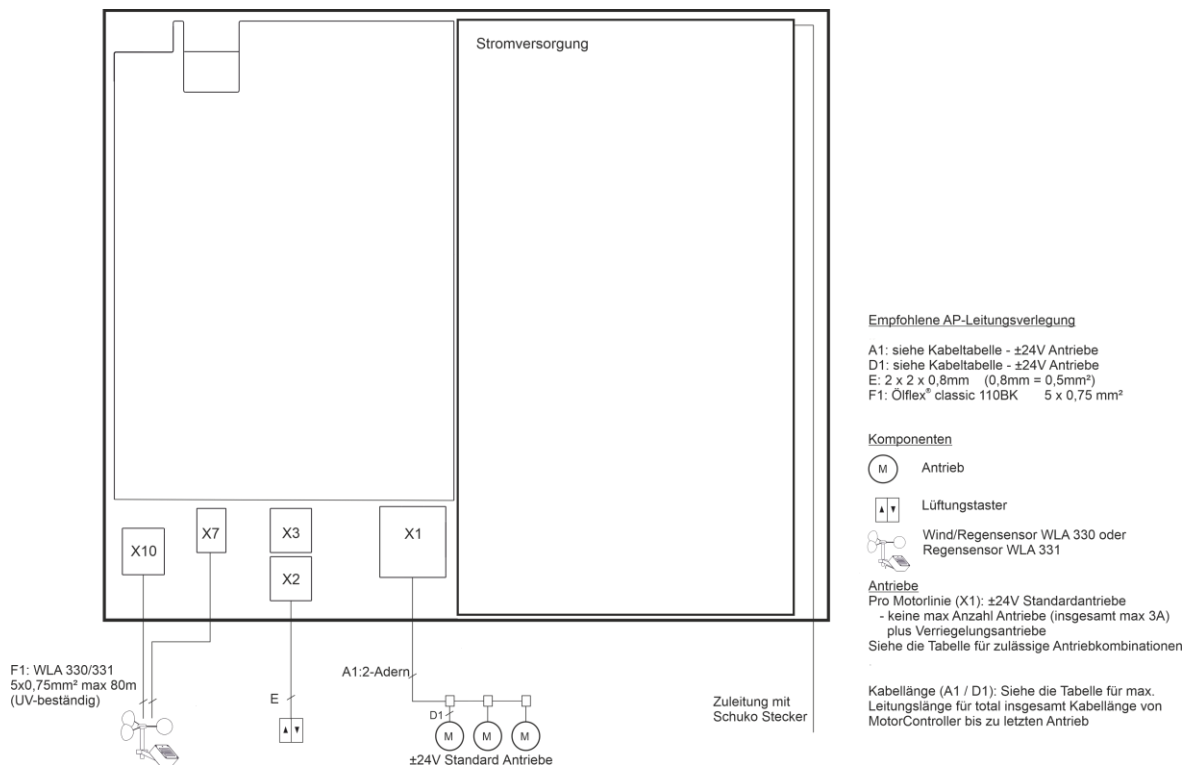 Stromversorgung
X10
X7
X3
X2
X1
F1: WLA 330/331
5x0,75mm² max 80m
(UV-beständig)
E
A1:2-Adern
D1
M
M
M
±24V Standard Antriebe
Zuleitung mit
Schuko Stecker
Empfohlene AP-Leitungsverlegung
A1: siehe Kabeltabelle - ±24V Antriebe
D1: siehe Kabeltabelle - ±24V Antriebe
E: 2 x 2 x 0,8mm (0,8mm = 0,5mm²)
F1: Ölflex® classic 110BK 5 x 0,75 mm²
Komponenten
M Antrieb
Lüftungstaster
Wind/Regensensor WLA 330 oder
Regensensor WLA 331
Antriebe
Pro Motorlinie (X1): ±24V Standardantriebe
- keine max Anzahl Antriebe (insgesamt max 3A)
plus Verriegelungsantriebe
Siehe die Tabelle für zulässige Antriebkombinationen
Kabellänge (A1 / D1): Siehe die Tabelle für max.
Leitungslänge für total insgesamt Kabellänge von
MotorController bis zu letzten Antrieb